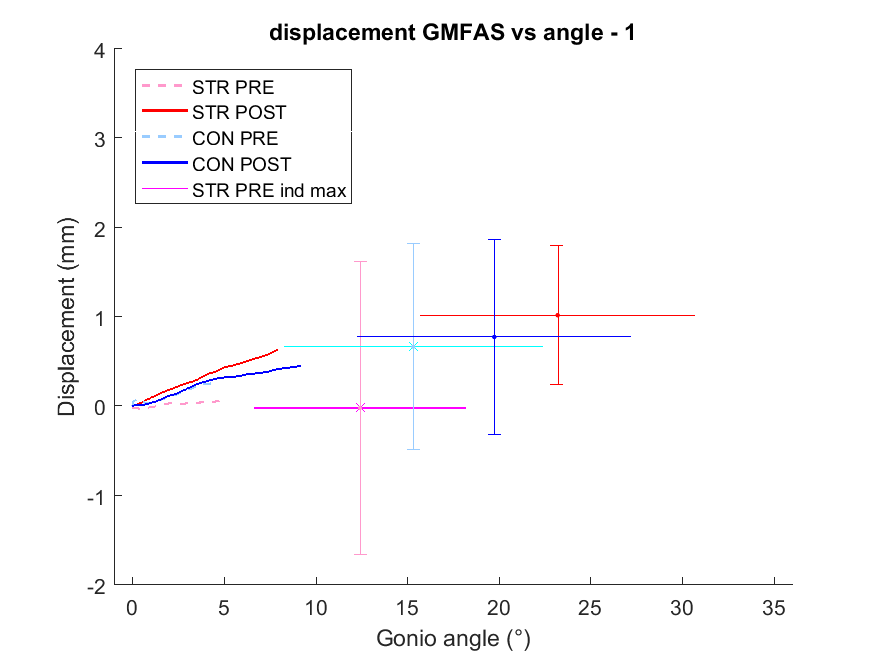 displacement GMFAS vs angle - 1
4
3
2
1
0
-1
-2
Displacement (mm)
STR PRE
STR POST
CON PRE
CON POST
STR PRE ind max
0 5 10 15 20 25 30 35
Gonio angle (°)